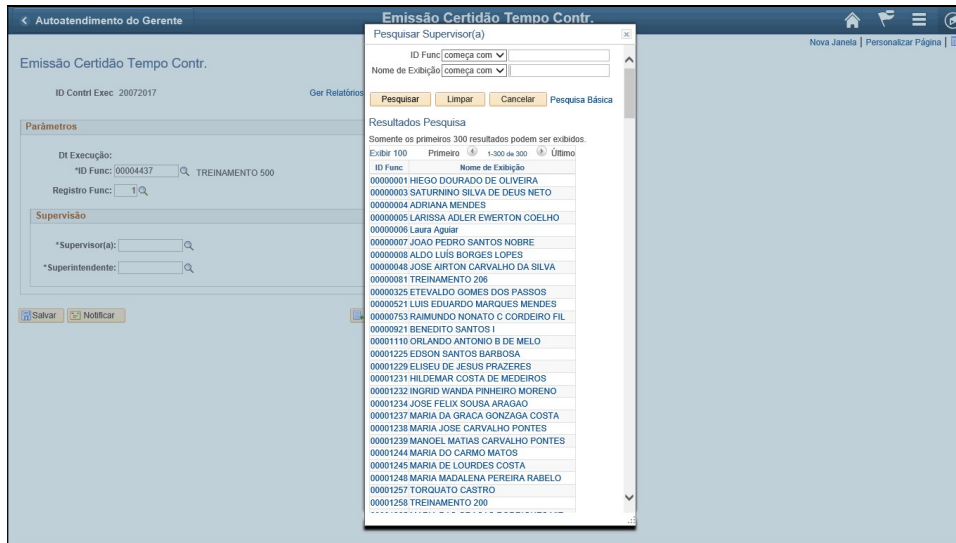 Autoatendimento do Gerente
Emissão Certidão Tempo Contr.
Nova Janela | Personalizar Página |
Emissão Certidão Tempo Contr.
ID Contrl Exec 20072017
Ger Relatórios
Parâmetros
Dt Execução:
*ID Func: 00004437 TREINAMENTO 500
Registro Func: 1
Supervisão
*Supervisor(a):
*Superintendente:
Salvar Notificar
Pesquisar Supervisor(a)
ID Func começa com
Nome de Exibição começa com
Pesquisar Limpar Cancelar Pesquisa Básica
Resultados Pesquisa
Somente os primeiros 300 resultados podem ser exibidos.
Exibir 100 Primeiro 1-300 de 300 Último
ID Func Nome de Exibição
00000001 HIEGO DOURADO DE OLIVEIRA
00000003 SATURNINO SILVA DE DEUS NETO
00000004 ADRIANA MENDES
00000005 LARISSA ADLER EWERTON COELHO
00000006 Laura Aguiar
00000007 JOAO PEDRO SANTOS NOBRE
00000008 ALDO LUÍS BORGES LOPES
00000048 JOSE AIRTON CARVALHO DA SILVA
00000081 TREINAMENTO 206
00000325 ETEVALDO GOMES DOS PASSOS
00000521 LUIS EDUARDO MARQUES MENDES
00000753 RAIMUNDO NONATO C CORDEIRO FIL
00000921 BENEDITO SANTOS I
00001110 ORLANDO ANTONIO B DE MELO
00001225 EDSON SANTOS BARBOSA
00001229 ELISEU DE JESUS PRAZERES
00001231 HILDEMAR COSTA DE MEDEIROS
00001232 INGRID WANDA PINHEIRO MORENO
00001234 JOSE FELIX SOUSA ARAGAO
00001237 MARIA DA GRACA GONZAGA COSTA
00001238 MARIA JOSE CARVALHO PONTES
00001239 MANOEL MATIAS CARVALHO PONTES
00001244 MARIA DO CARMO MATOS
00001245 MARIA DE LOURDES COSTA
00001248 MARIA MADALENA PEREIRA RABELO
00001257 TORQUATO CASTRO
00001258 TREINAMENTO 200